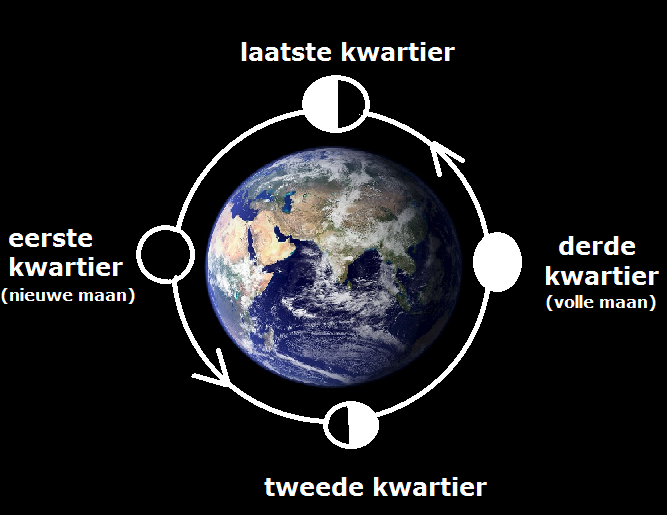 laatste kwartier
eerste
kwartier
(nieuwe maan)
derde
kwartier
(volle maan)
tweede kwartier